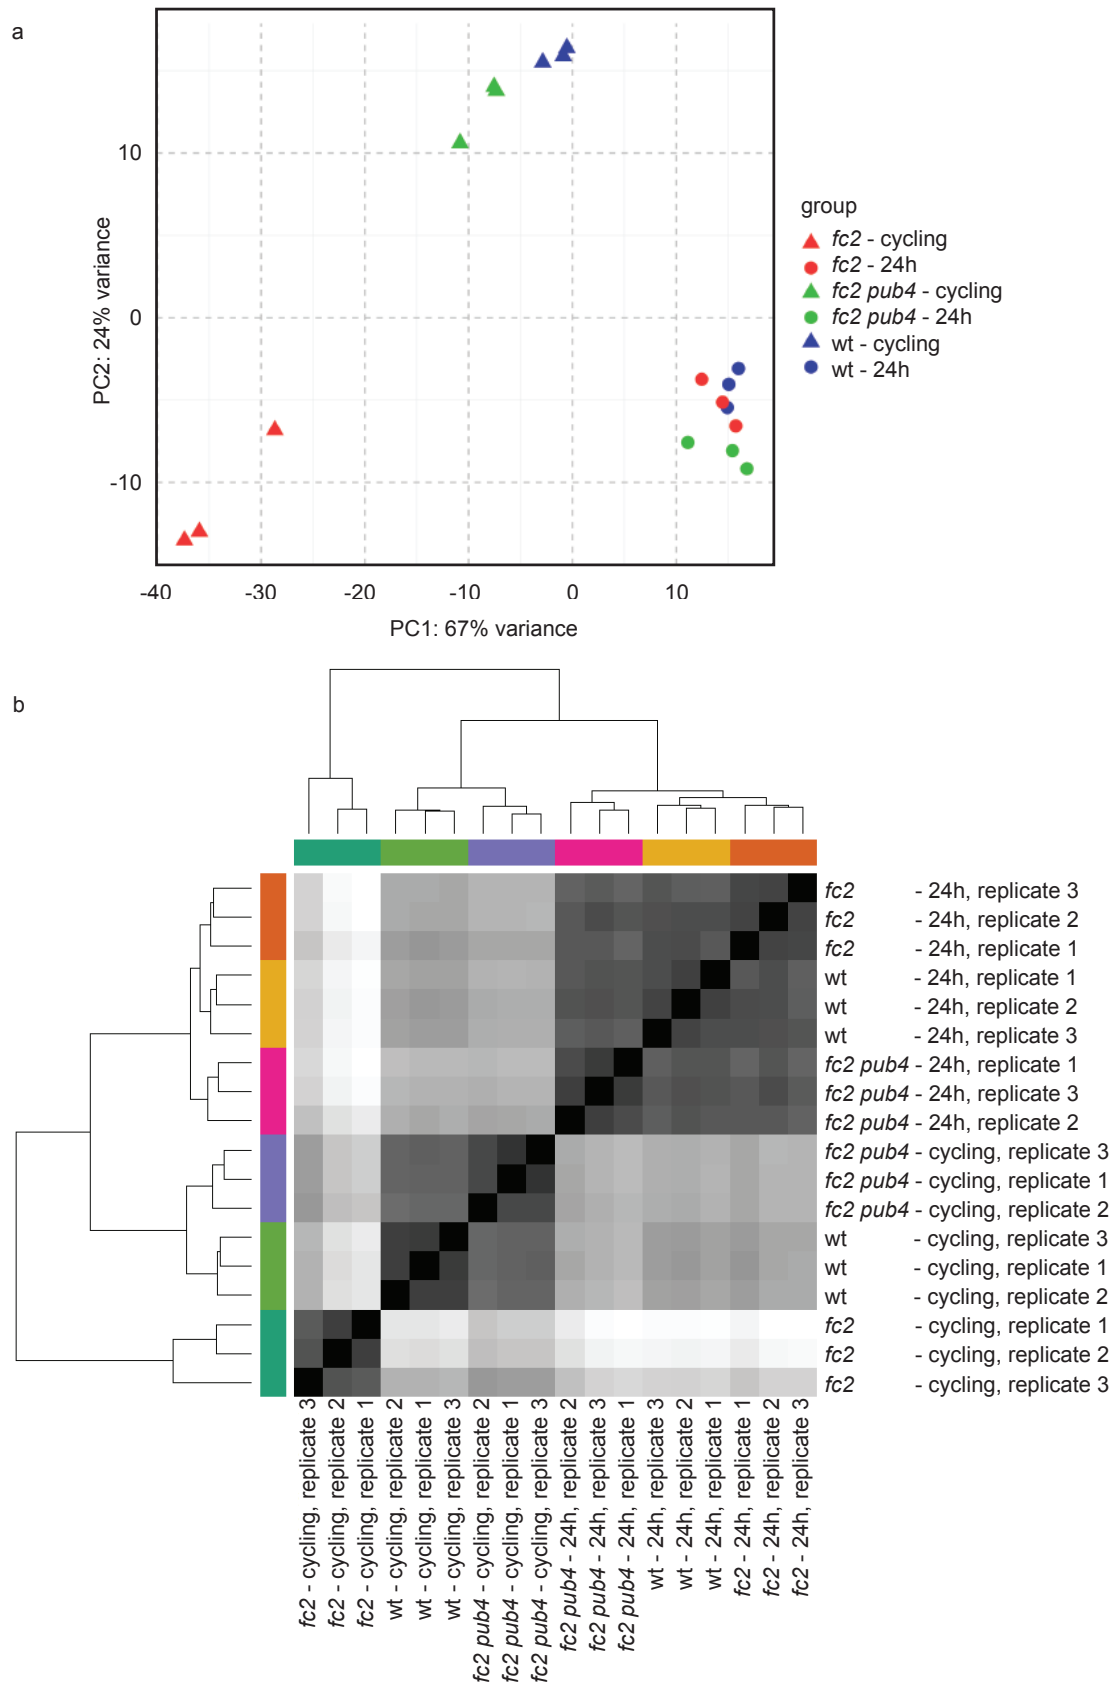 a
PC2: 24% variance
10
0
-10
-40
-30
-20
-10
0
10
PC1: 67% variance
group
fc2 - cycling
fc2 - 24h
fc2 pub4 - cycling
fc2 pub4 - 24h
wt - cycling
wt - 24h
b
fc2 - 24h, replicate 3
fc2 - 24h, replicate 2
fc2 - 24h, replicate 1
wt - 24h, replicate 1
wt - 24h, replicate 2
wt - 24h, replicate 3
fc2 pub4 - 24h, replicate 1
fc2 pub4 - 24h, replicate 3
fc2 pub4 - 24h, replicate 2
fc2 pub4 - cycling, replicate 3
fc2 pub4 - cycling, replicate 1
fc2 pub4 - cycling, replicate 2
wt - cycling, replicate 3
wt - cycling, replicate 1
wt - cycling, replicate 2
fc2 - cycling, replicate 1
fc2 - cycling, replicate 2
fc2 - cycling, replicate 3
fc2 - cycling, replicate 3
fc2 - cycling, replicate 2
fc2 - cycling, replicate 1
wt - cycling, replicate 2
wt - cycling, replicate 1
wt - cycling, replicate 3
fc2 pub4 - cycling, replicate 2
fc2 pub4 - cycling, replicate 1
fc2 pub4 - cycling, replicate 3
fc2 pub4 - 24h, replicate 2
fc2 pub4 - 24h, replicate 3
fc2 pub4 - 24h, replicate 1
wt - 24h, replicate 3
wt - 24h, replicate 2
wt - 24h, replicate 1
fc2 - 24h, replicate 1
fc2 - 24h, replicate 2
fc2 - 24h, replicate 3